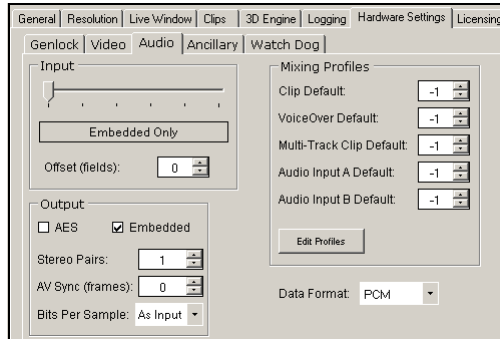 General Resolution Live Window Clips 3D Engine Logging Hardware Settings Licensing
Genlock Video Audio Ancillary Watch Dog
Input
Embedded Only
Offset (fields): 0
Output
AES Embedded
Stereo Pairs: 1
AV Sync (frames): 0
Bits Per Sample: As Input
Mixing Profiles
Clip Default: -1
VoiceOver Default: -1
Multi-Track Clip Default: -1
Audio Input A Default: -1
Audio Input B Default: -1
Edit Profiles
Data Format: PCM